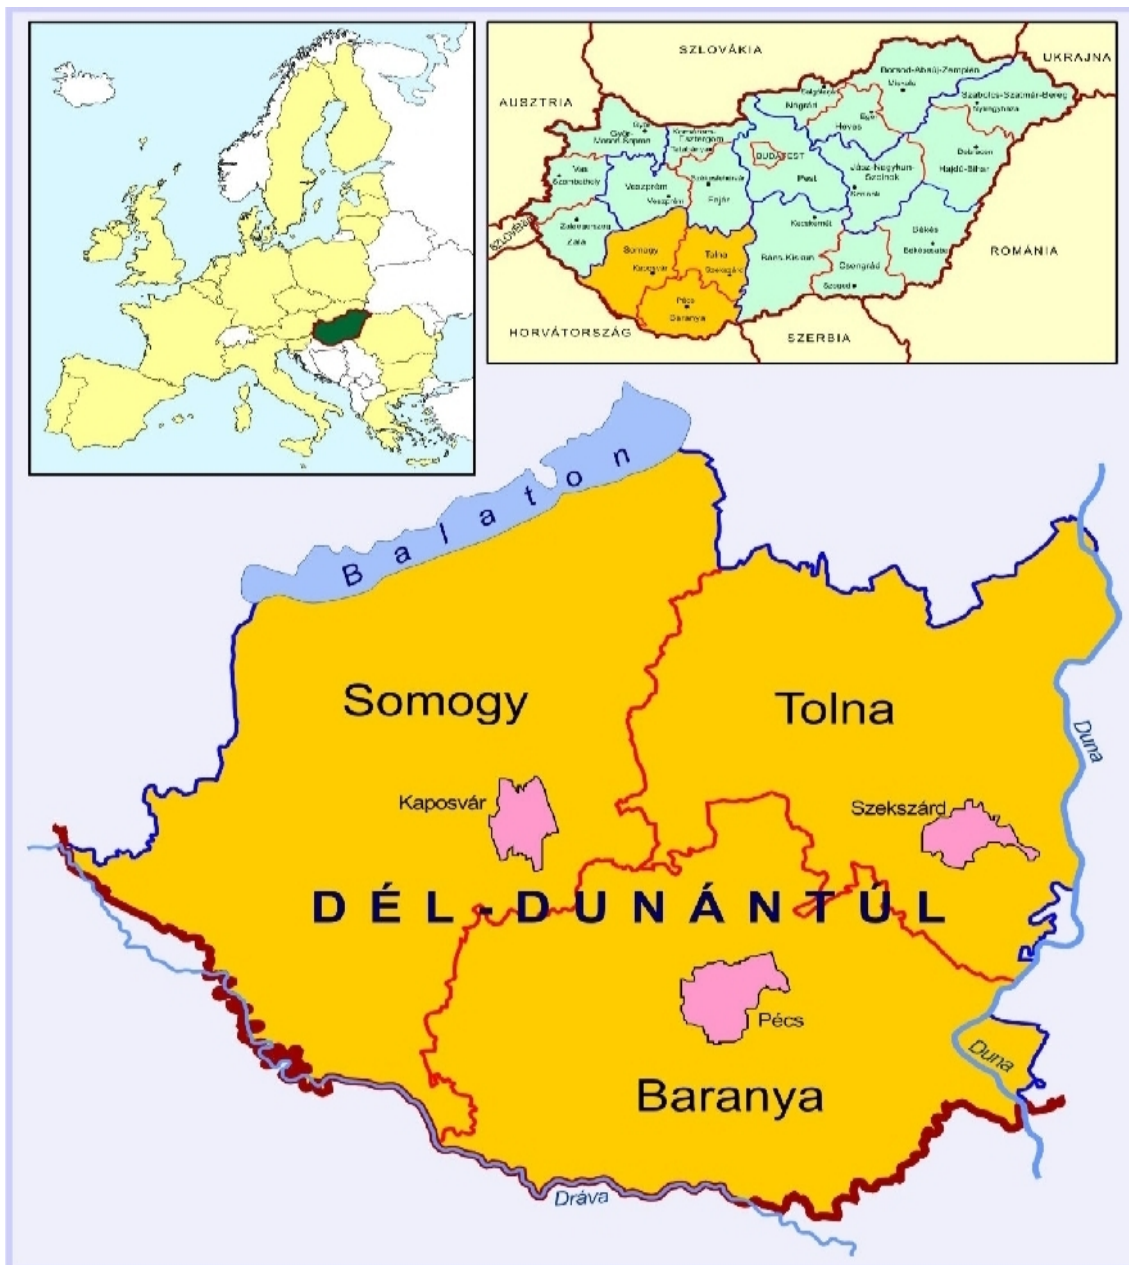 SZLOVÁKIA
UKRAJNA
AUSZTRIA
Borsod-Abaúj-Zemplén
Miskolc
Szabolcs-Szatmár-Bereg
Nyíregyháza
Nógrád
Eger
Heves
Győr
Győr-
Moson-Sopron
Komárom-
Esztergom
Tatabánya
BUDAPEST
Debrecen
Hajdú-Bihar
Jász-Nagykun-
Szolnok
Szolnok
Vas
Szombathely
Veszprém
Veszprém
Székesfehérvár
Fejér
Pest
Zalaegerszeg
Zala
Kecskemét
Bács-Kiskun
Békés
Békéscsaba
Csongrád
Szeged
Somogy
Kaposvár
Tolna
Szekszárd
Pécs
Baranya
ROMÁNIA
HORVÁTORSZÁG
SZERBIA
Balaton
Somogy
Tolna
Duna
Kaposvár
Szekszárd
DÉL-DUNÁNTÚL
Pécs
Duna
Baranya
Dráva